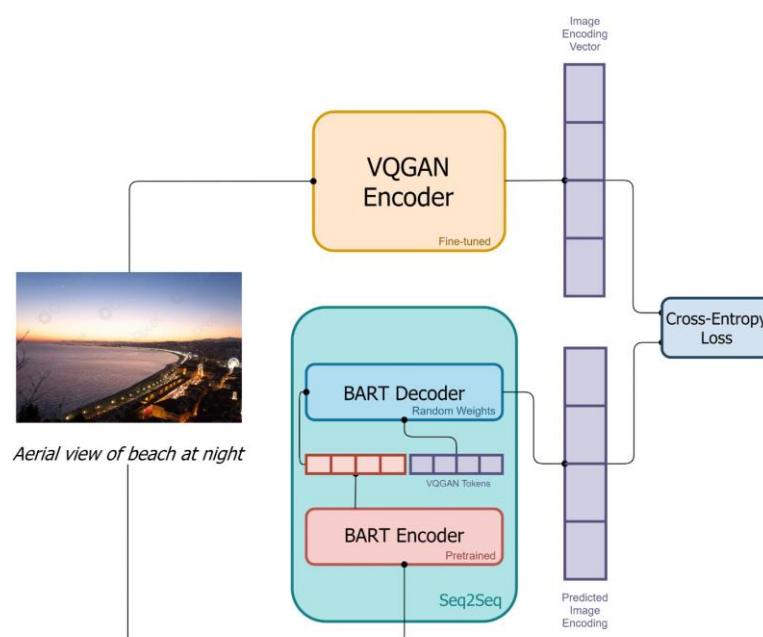 Image
Encoding
Vector
VQGAN
Encoder
Fine-tuned
Cross-Entropy
Loss
BART Decoder
Random Weights
Aerial view of beach at night
VQGAN Tokens
BART Encoder
Pretrained
Seq2Seq
Predicted
Image
Encoding